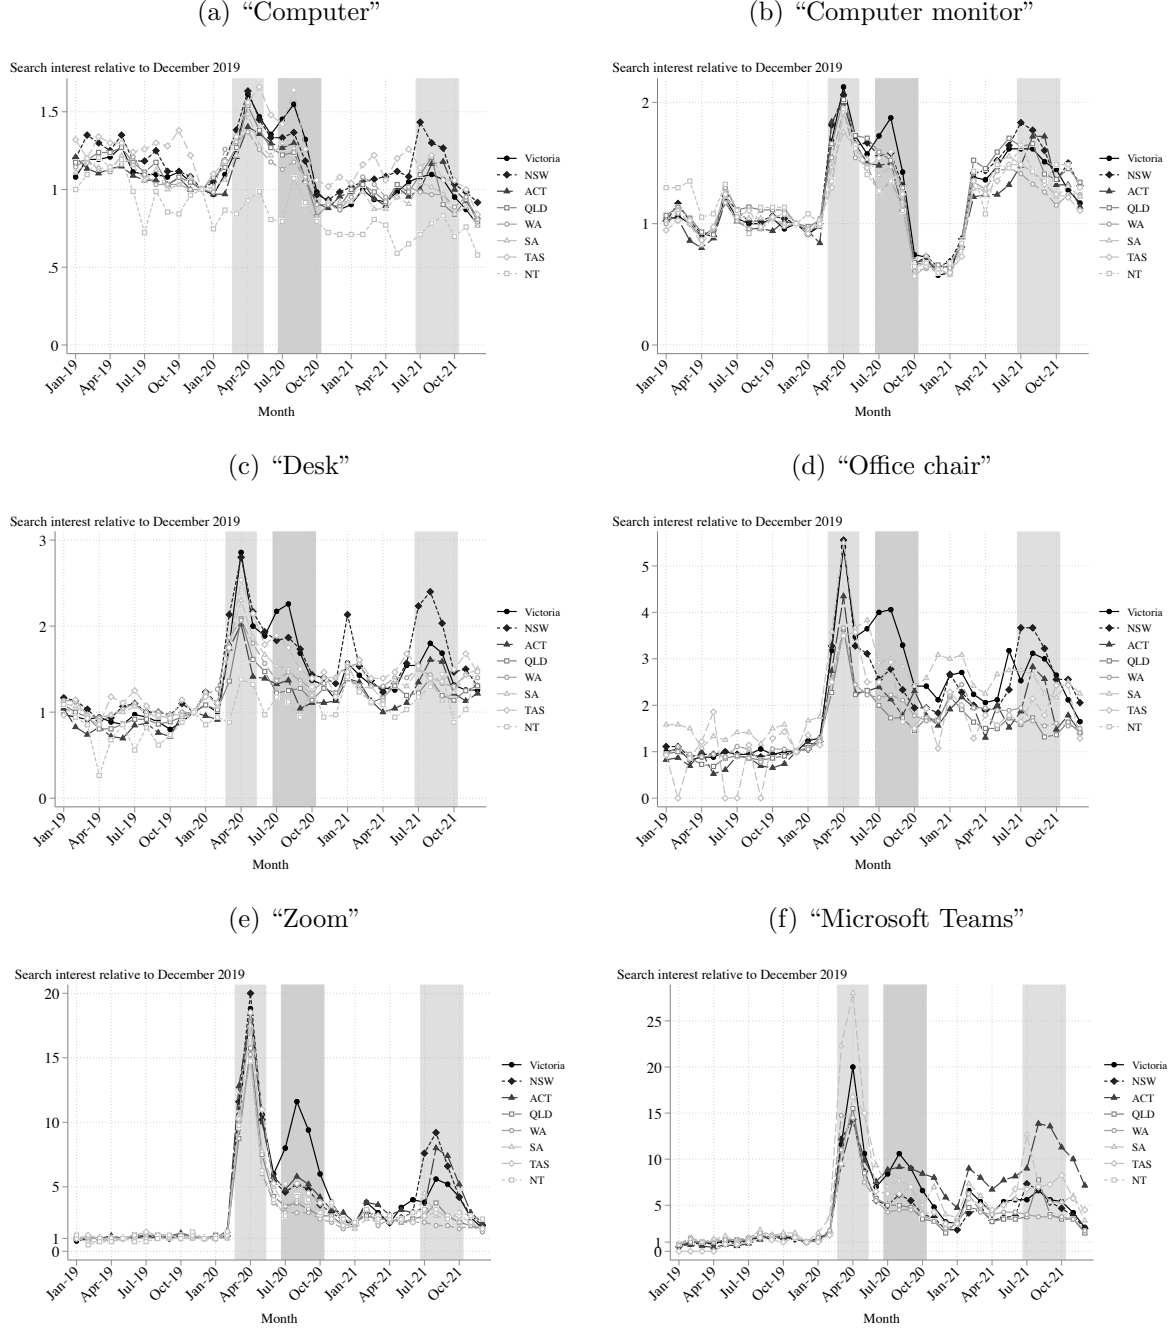 (a) “Computer”
Search interest relative to December 2019
1.5
1
.5
0
Jan-19
Apr-19
Jul-19
Oct-19
Jan-20
Apr-20
Jul-20
Oct-20
Jan-21
Apr-21
Jul-21
Oct-21
Month
Victoria
NSW
ACT
QLD
WA
SA
TAS
NT
(b) “Computer monitor”
Search interest relative to December 2019
2
1
0
Jan-19
Apr-19
Jul-19
Oct-19
Jan-20
Apr-20
Jul-20
Oct-20
Jan-21
Apr-21
Jul-21
Oct-21
Month
Victoria
NSW
ACT
QLD
WA
SA
TAS
NT
(c) “Desk”
Search interest relative to December 2019
3
2
1
0
Jan-19
Apr-19
Jul-19
Oct-19
Jan-20
Apr-20
Jul-20
Oct-20
Jan-21
Apr-21
Jul-21
Oct-21
Month
Victoria
NSW
ACT
QLD
WA
SA
TAS
NT
(d) “Office chair”
Search interest relative to December 2019
5
4
3
2
1
0
Jan-19
Apr-19
Jul-19
Oct-19
Jan-20
Apr-20
Jul-20
Oct-20
Jan-21
Apr-21
Jul-21
Oct-21
Month
Victoria
NSW
ACT
QLD
WA
SA
TAS
NT
(e) “Zoom”
Search interest relative to December 2019
20
15
10
5
1
0
Jan-19
Apr-19
Jul-19
Oct-19
Jan-20
Apr-20
Jul-20
Oct-20
Jan-21
Apr-21
Jul-21
Oct-21
Month
Victoria
NSW
ACT
QLD
WA
SA
TAS
NT
(f) “Microsoft Teams”
Search interest relative to December 2019
25
20
15
10
5
1
0
Jan-19
Apr-19
Jul-19
Oct-19
Jan-20
Apr-20
Jul-20
Oct-20
Jan-21
Apr-21
Jul-21
Oct-21
Month
Victoria
NSW
ACT
QLD
WA
SA
TAS
NT